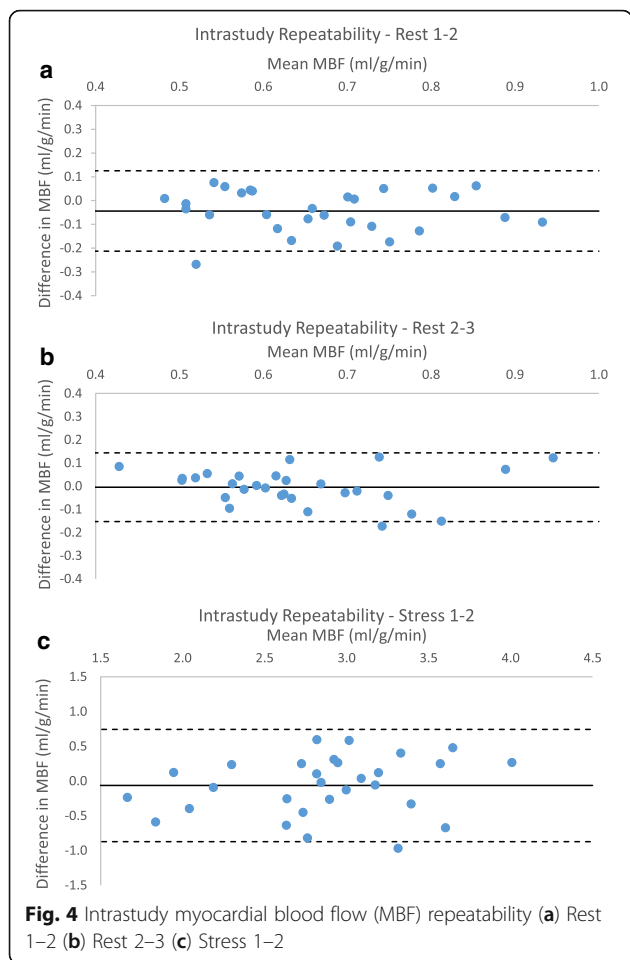 Intrastudy Repeatability - Rest 1-2
a
Mean MBF (ml/g/min)
0.4 0.5 0.6 0.7 0.8 0.9 1.0
Difference in MBF (ml/g/min)
0.4
0.3
0.2
0.1
0.0
-0.1
-0.2
-0.3
-0.4
Intrastudy Repeatability - Rest 2-3
b
Mean MBF (ml/g/min)
0.4 0.5 0.6 0.7 0.8 0.9 1.0
Difference in MBF (ml/g/min)
0.4
0.3
0.2
0.1
0.0
-0.1
-0.2
-0.3
-0.4
Intrastudy Repeatability - Stress 1-2
c
Mean MBF (ml/g/min)
1.5 2.0 2.5 3.0 3.5 4.0 4.5
Difference in MBF (ml/g/min)
1.5
1.0
0.5
0.0
-0.5
-1.0
-1.5
Fig. 4 Intrastudy myocardial blood flow (MBF) repeatability (a) Rest
1–2 (b) Rest 2–3 (c) Stress 1–2